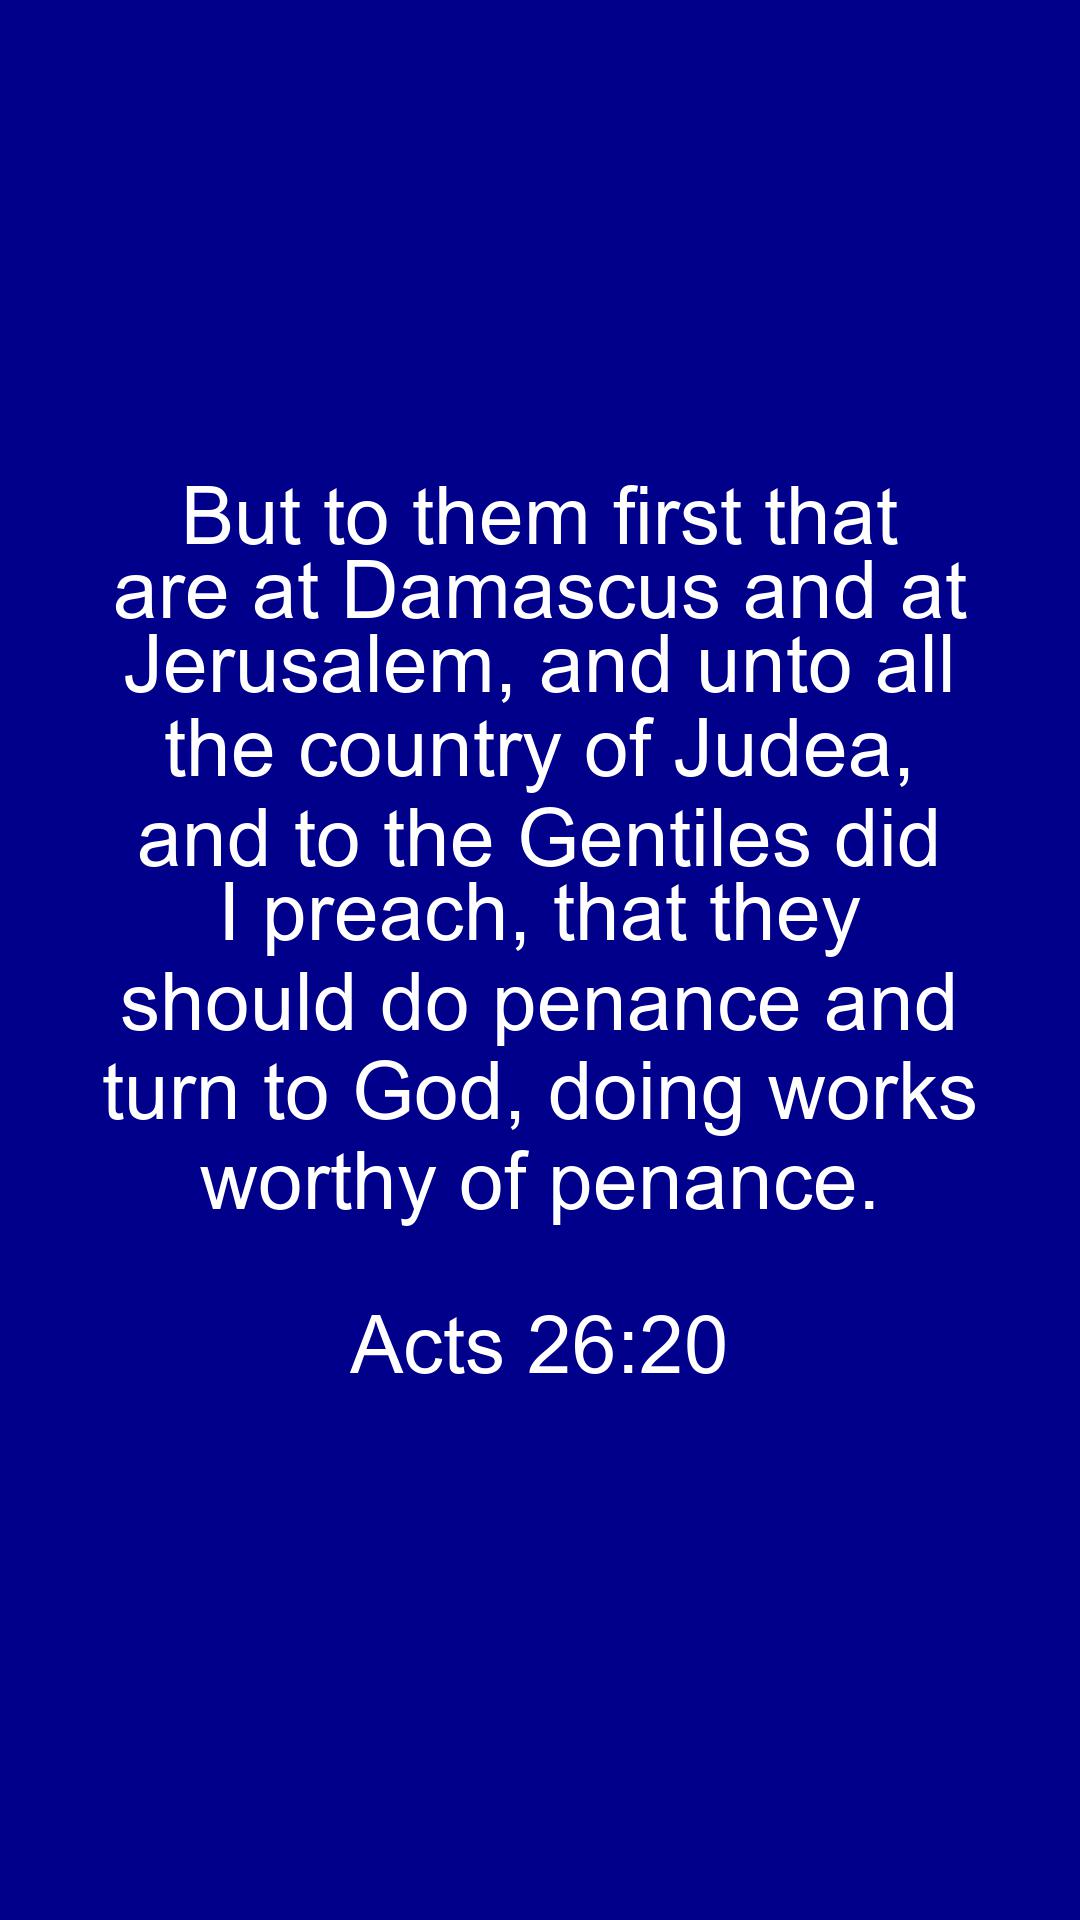 But to them first that
are at Damascus and at
Jerusalem, and unto all
the country of Judea,
and to the Gentiles did
I preach, that they
should do penance and
turn to God, doing works
worthy of penance.
Acts 26:20